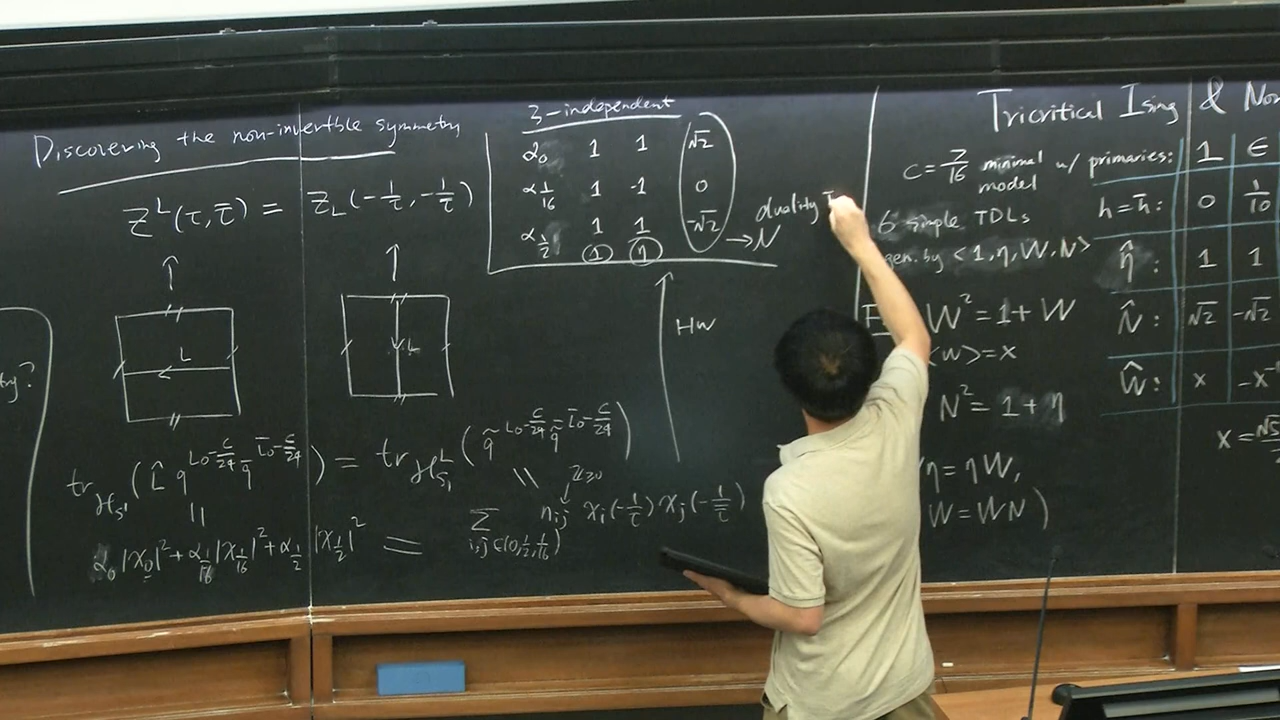 Discovering the non-invertble symmetry
Z^L(τ,τ̄) = Z_L(-1/τ, -1/τ̄)
L
L
tr_{H_{S^1}}(L̂ q^{L_0-c/24} q̄^{L̄_0-c/24}) = tr_{H^L_{S^1}}(q̃^{L_0-c/24} q̃̄^{L̄_0-c/24})
|| \\ ℤ≥0
α_0|χ_0|^2+α_{1/16}|χ_{1/16}|^2+α_{1/2}|χ_{1/2}|^2 = Σ_{i,j∈(0,1/2,1/16)} n_{ij} χ_i(-1/τ) χ_j(-1/τ̄)
ry?
3-independent
α_0 1 1 √2
α_{1/16} 1 -1 0
α_{1/2} 1 1 -√2
1 η → N
duality
HW
Tricritical Ising & Non
c = 7/16 minimal model w/ primaries: 1 ε
6 simple TDLs
gen. by <1, η, W, N>
W^2 = 1 + W
<W> = x
N^2 = 1 + η
η = ηW,
W = WN)
h = h̄: 0 1/10
η̂: 1 1
N̂: √2 -√2
Ŵ: x -x^{-1}
x = √5